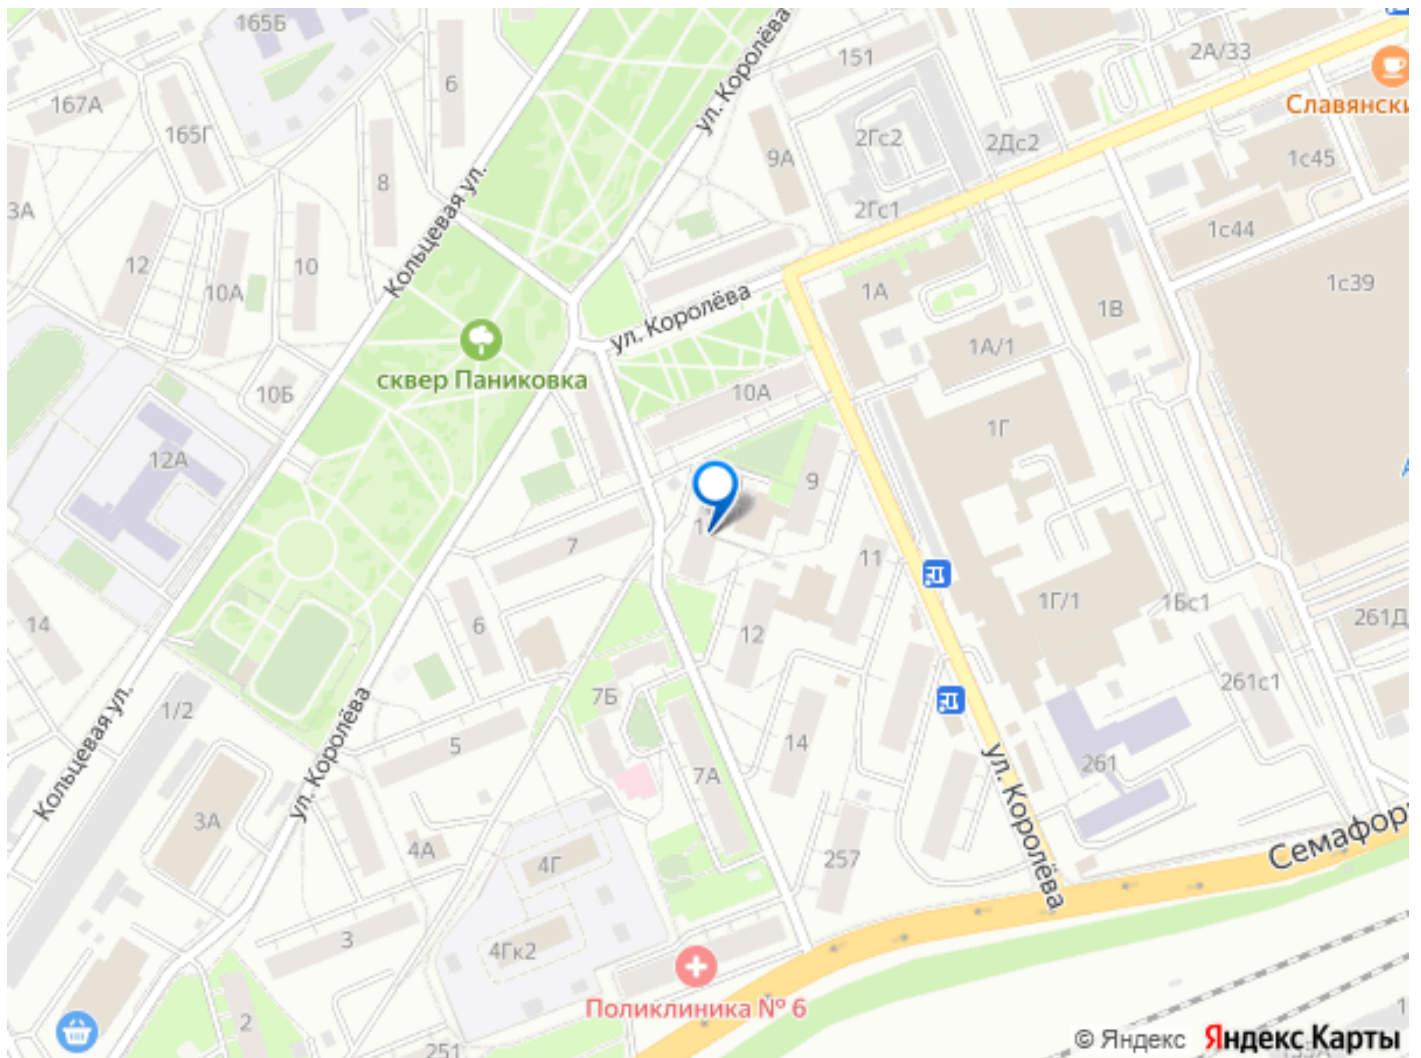 165Б
6
151
2А/33
167А
165Г
ул. Королёва
Славянски
2Гс2
2Дс2
9А
1с45
8
Кольцевая ул.
3А
2Гс1
1с44
12
10
10А
1с39
1А
ул. Королёва
1В
1А/1
сквер Паниковка
10Б
10А
1Г
12А
9
7
11
1Г/1
1Бс1
14
6
12
261Д
261с1
7Б
1/2
5
14
7А
261
Кольцевая ул.
ул. Королёва
ул. Королёва
3А
4А
4Г
257
Семафор
3
4Гк2
Поликлиника № 6
2
251
© Яндекс Яндекс Карты